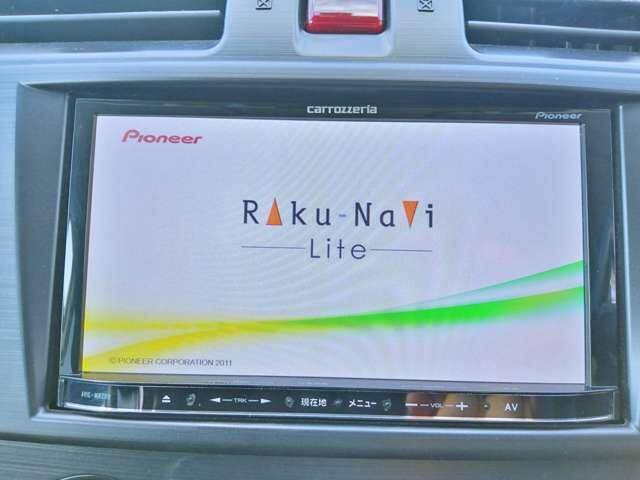 carrozzeria
Pioneer
Pioneer
Raku-Navi
Lite
© PIONEER CORPORATION 2011
TRK 現在地 メニュー VOL AV